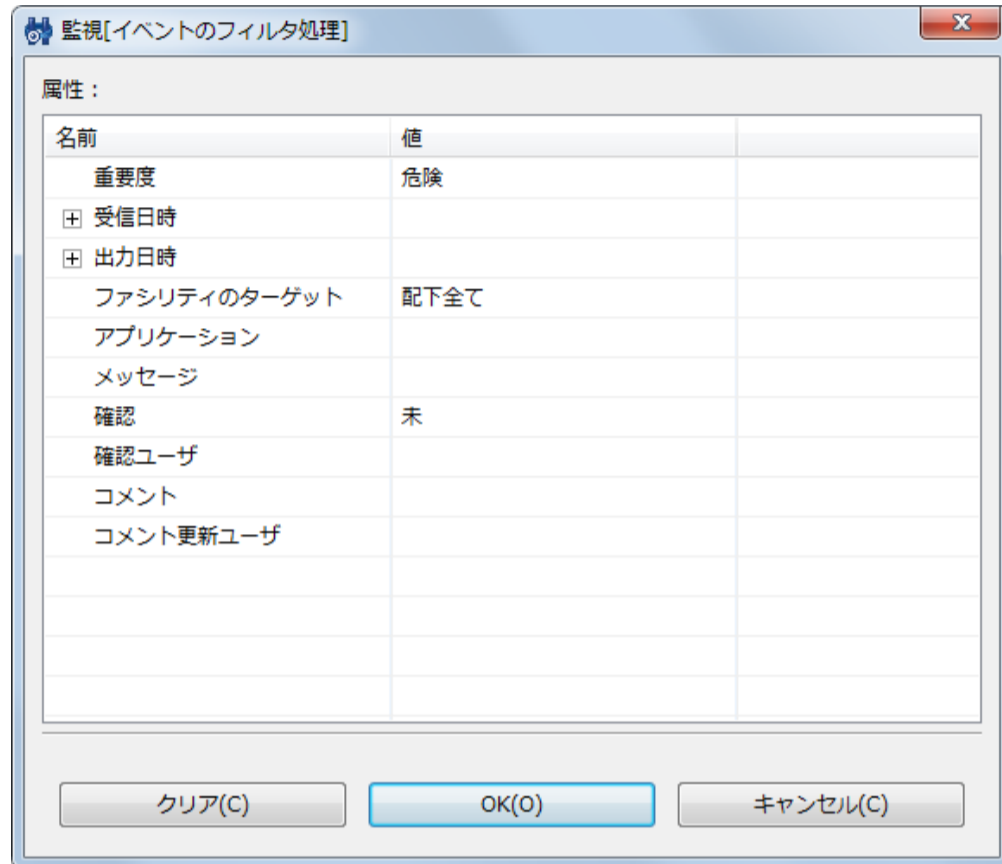 監視[イベントのフィルタ処理]
属性：
名前 値
重要度 危険
受信日時
出力日時
ファシリティのターゲット 配下全て
アプリケーション
メッセージ
確認 未
確認ユーザ
コメント
コメント更新ユーザ
クリア(C) OK(O) キャンセル(C)